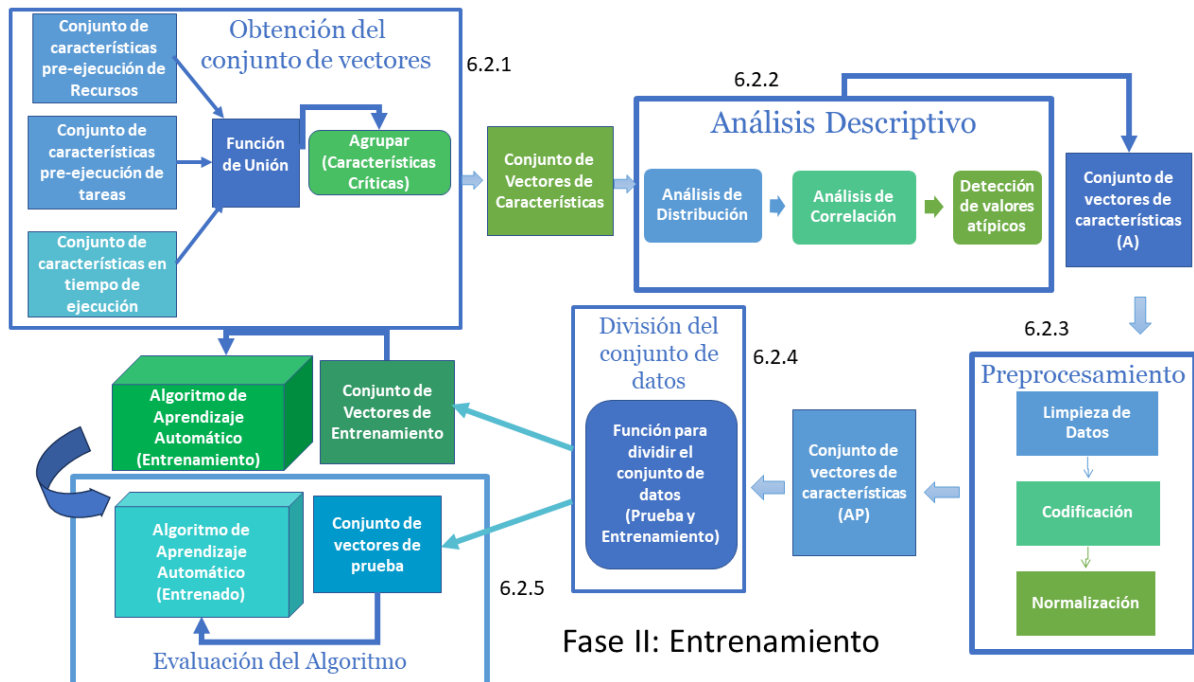 Obtención del
conjunto de vectores
6.2.1
Conjunto de
características
pre-ejecución de
Recursos
Conjunto de
características
pre-ejecución de
tareas
Conjunto de
características en
tiempo de
ejecución
Función
de Unión
Agrupar
(Características
Críticas)
Conjunto de
Vectores de
Características
6.2.2
Análisis Descriptivo
Análisis de
Distribución
Análisis de
Correlación
Detección
de valores
atípicos
Conjunto de
vectores de
características
(A)
6.2.3
Preprocesamiento
Limpieza de
Datos
Codificación
Normalización
Conjunto de
vectores de
características
(AP)
6.2.4
División del
conjunto de
datos
Función para
dividir el
conjunto de
datos
(Prueba y
Entrenamiento)
Conjunto de
Vectores de
Entrenamiento
Algoritmo de
Aprendizaje
Automático
(Entrenamiento)
Conjunto de
vectores de
prueba
Algoritmo de
Aprendizaje
Automático
(Entrenado)
6.2.5
Evaluación del Algoritmo
Fase II: Entrenamiento